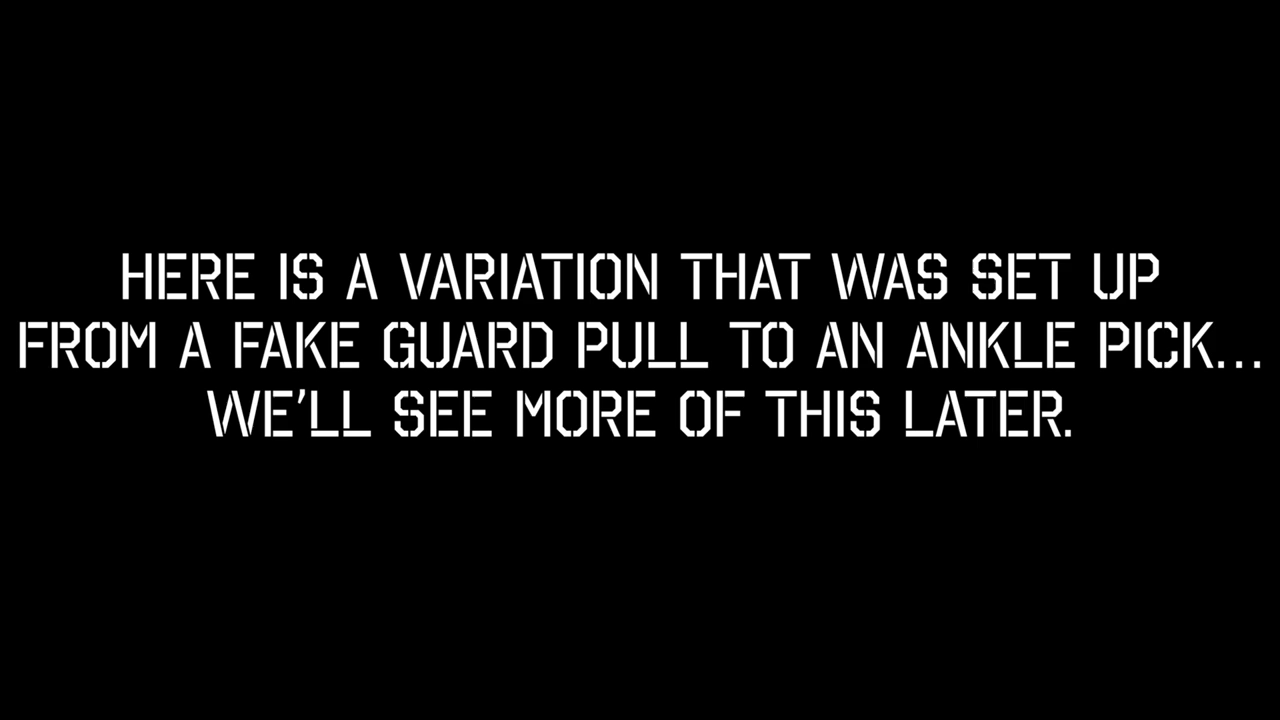 HERE IS A VARIATION THAT WAS SET UP
FROM A FAKE GUARD PULL TO AN ANKLE PICK...
WE'LL SEE MORE OF THIS LATER.